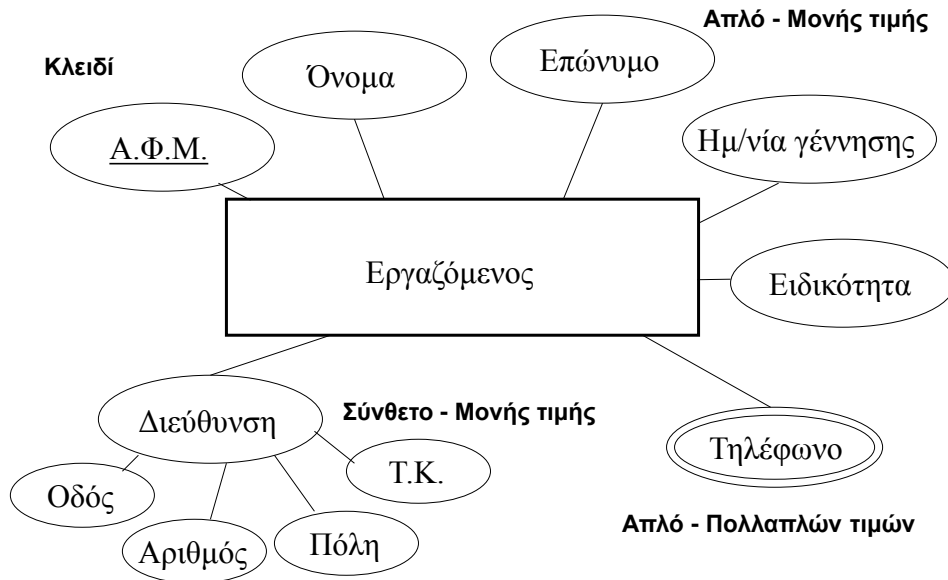 Απλό - Μονής τιμής
Κλειδί
Όνομα
Επώνυμο
Α.Φ.Μ.
Ημ/νία γέννησης
Εργαζόμενος
Ειδικότητα
Διεύθυνση
Σύνθετο - Μονής τιμής
Τηλέφωνο
Οδός
Τ.Κ.
Αριθμός
Πόλη
Απλό - Πολλαπλών τιμών